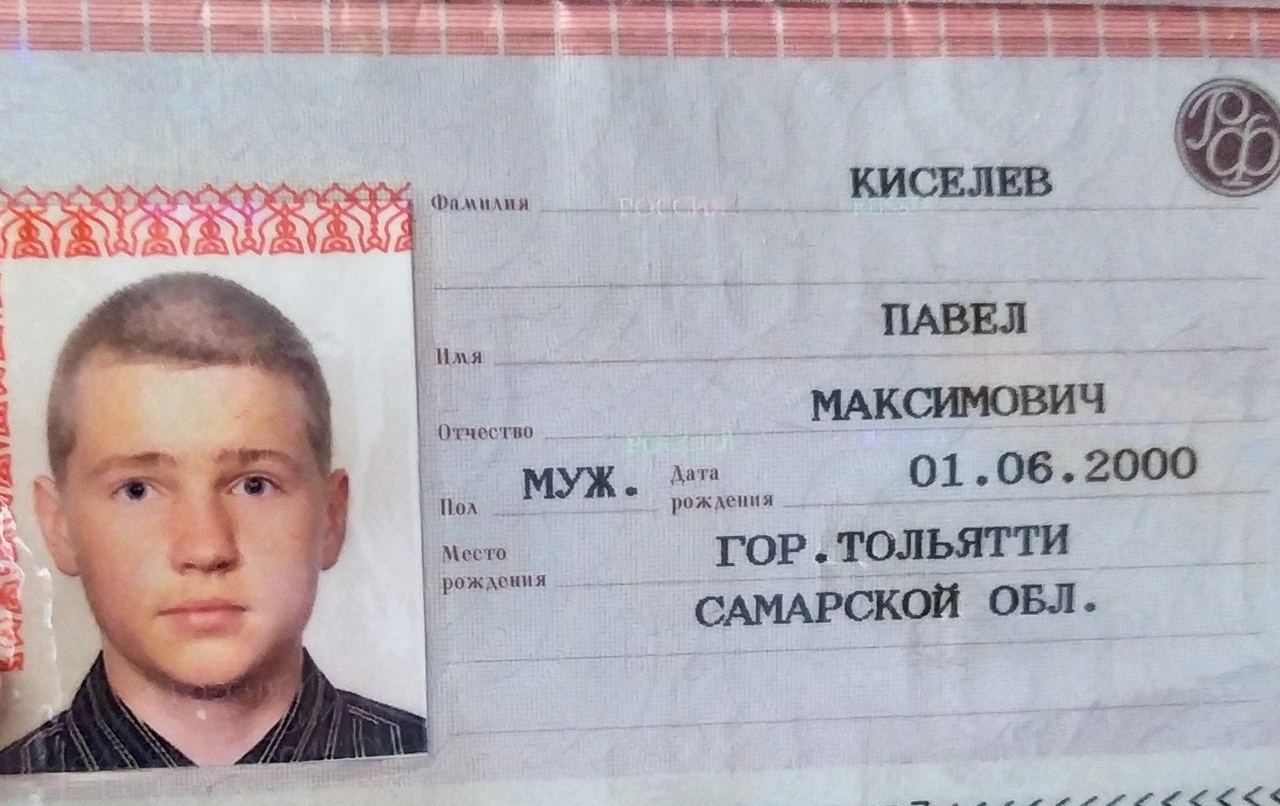 РФ
КИСЕЛЕВ
Фамилия
РОССИЯ
ПАВЕЛ
Имя
МАКСИМОВИЧ
Отчество
МУЖ. Дата 01.06.2000
Пол рождения
Место ГОР.ТОЛЬЯТТИ
рождения
САМАРСКОЙ ОБЛ.